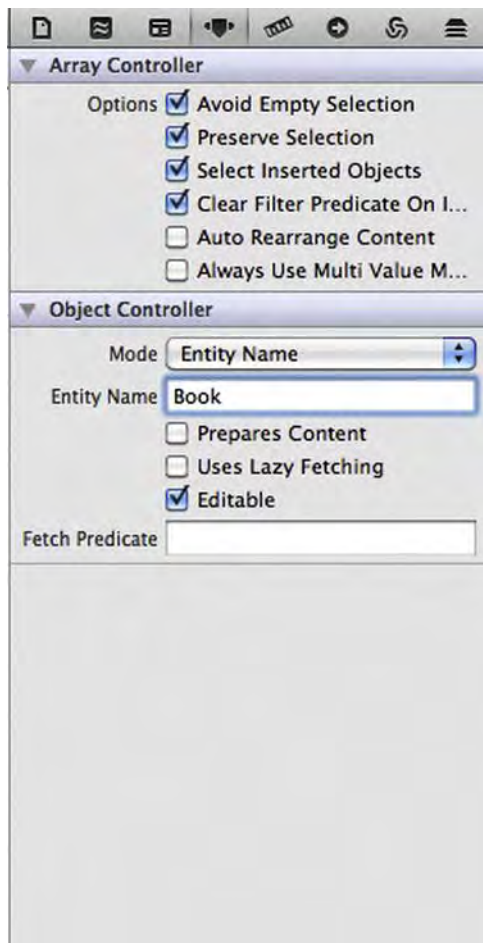 Array Controller
Options Avoid Empty Selection
Preserve Selection
Select Inserted Objects
Clear Filter Predicate On I...
Auto Rearrange Content
Always Use Multi Value M...
Object Controller
Mode Entity Name
Entity Name Book
Prepares Content
Uses Lazy Fetching
Editable
Fetch Predicate